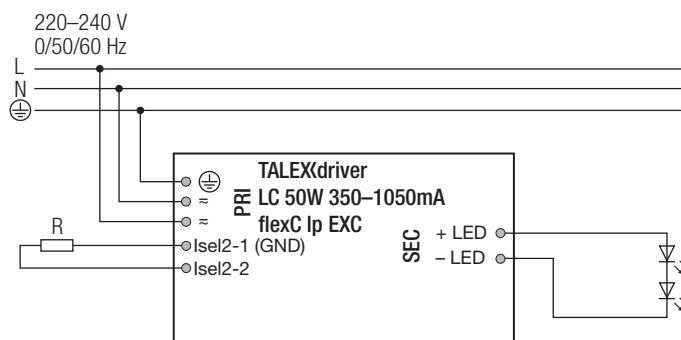 220–240 V
0/50/60 Hz
L
N
TALEXXdriver
PRI
LC 50W 350–1050mA
flexC lp EXC
R
Isel2-1 (GND)
Isel2-2
SEC
+ LED
– LED